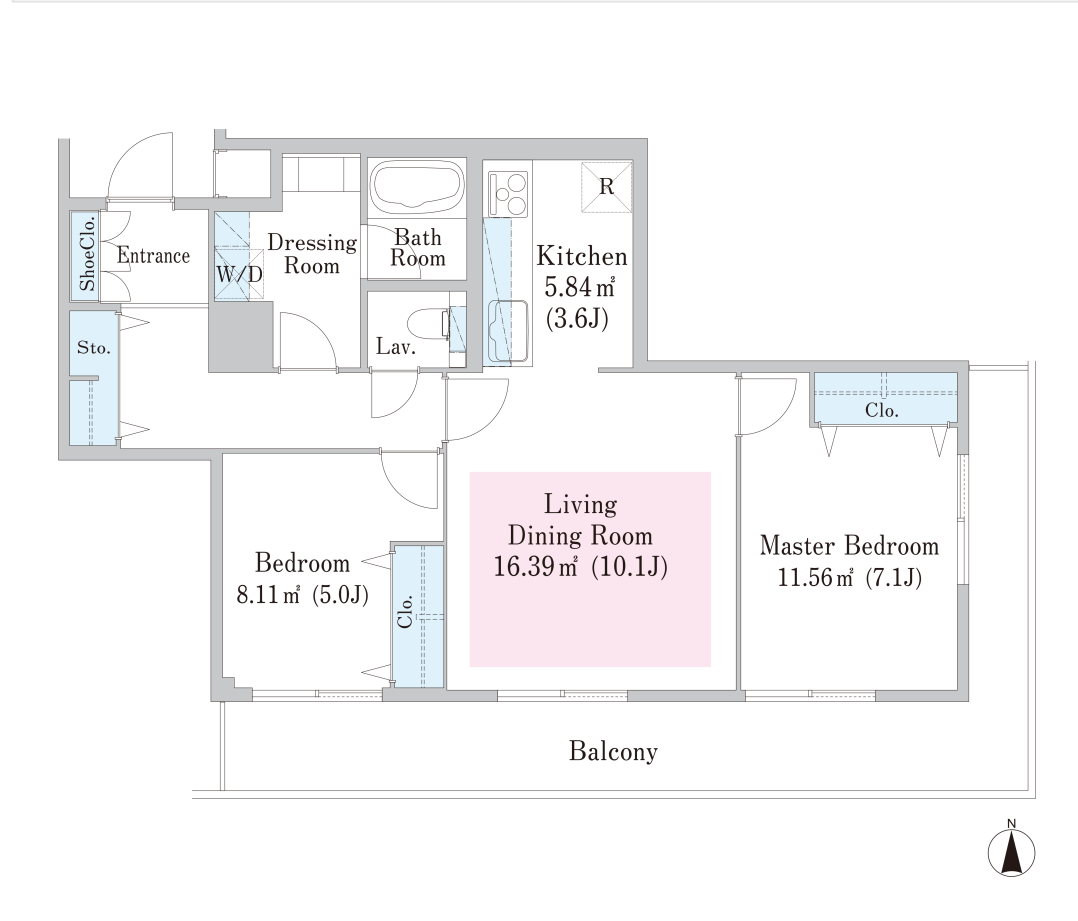 ShoeClo.
Entrance
Dressing
Room
W/D
Bath
Room
R
Kitchen
5.84㎡
(3.6J)
Sto.
Lav.
Clo.
Living
Dining Room
16.39㎡ (10.1J)
Master Bedroom
11.56㎡ (7.1J)
Bedroom
8.11㎡ (5.0J)
Clo.
Balcony
N